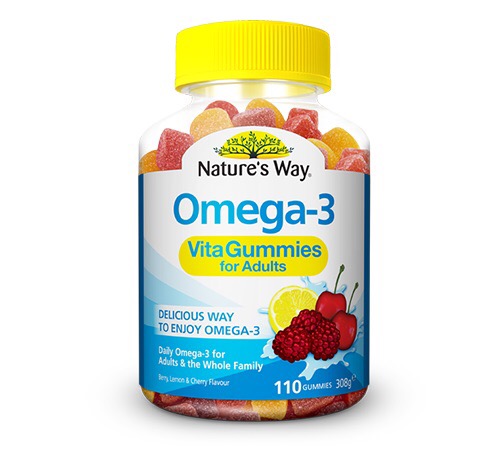 Nature's Way®
Omega-3
VitaGummies
for Adults
DELICIOUS WAY
TO ENJOY OMEGA-3
Daily Omega-3 for
Adults & the Whole Family
Berry, Lemon & Cherry Flavour
110 GUMMIES 308g